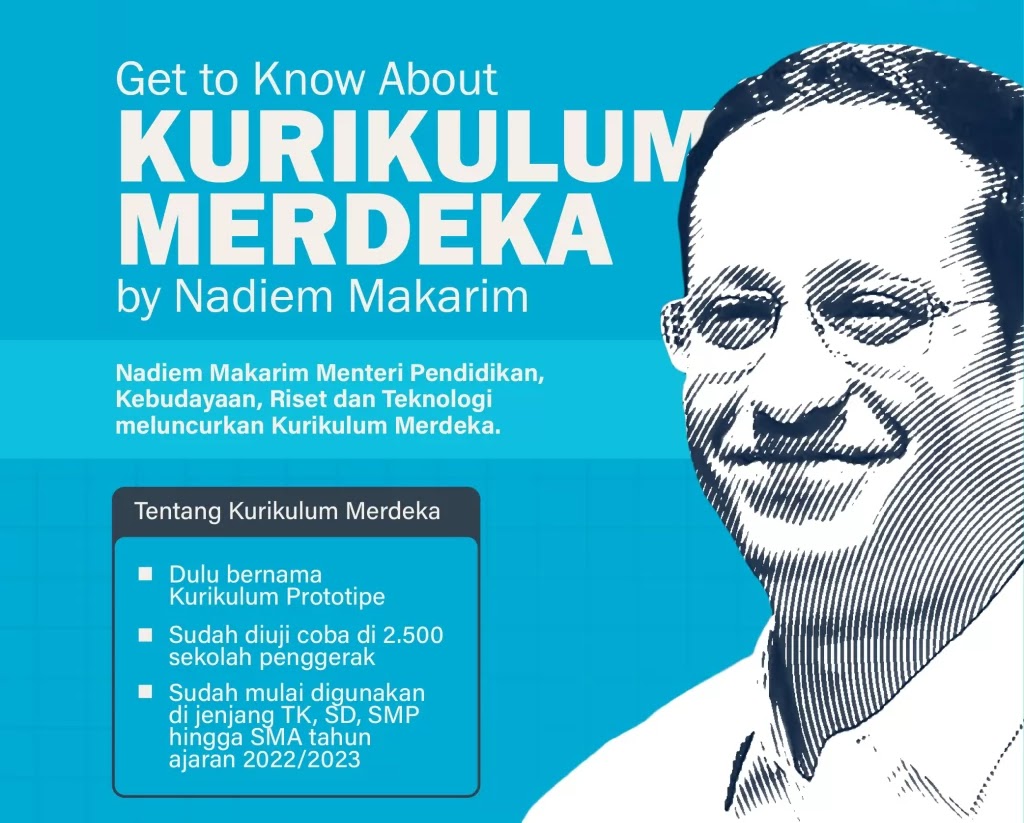 Get to Know About
KURIKULUM
MERDEKA
by Nadiem Makarim
Nadiem Makarim Menteri Pendidikan,
Kebudayaan, Riset dan Teknologi
meluncurkan Kurikulum Merdeka.
Tentang Kurikulum Merdeka
Dulu bernama
Kurikulum Prototipe
Sudah diuji coba di 2.500
sekolah penggerak
Sudah mulai digunakan
di jenjang TK, SD, SMP
hingga SMA tahun
ajaran 2022/2023